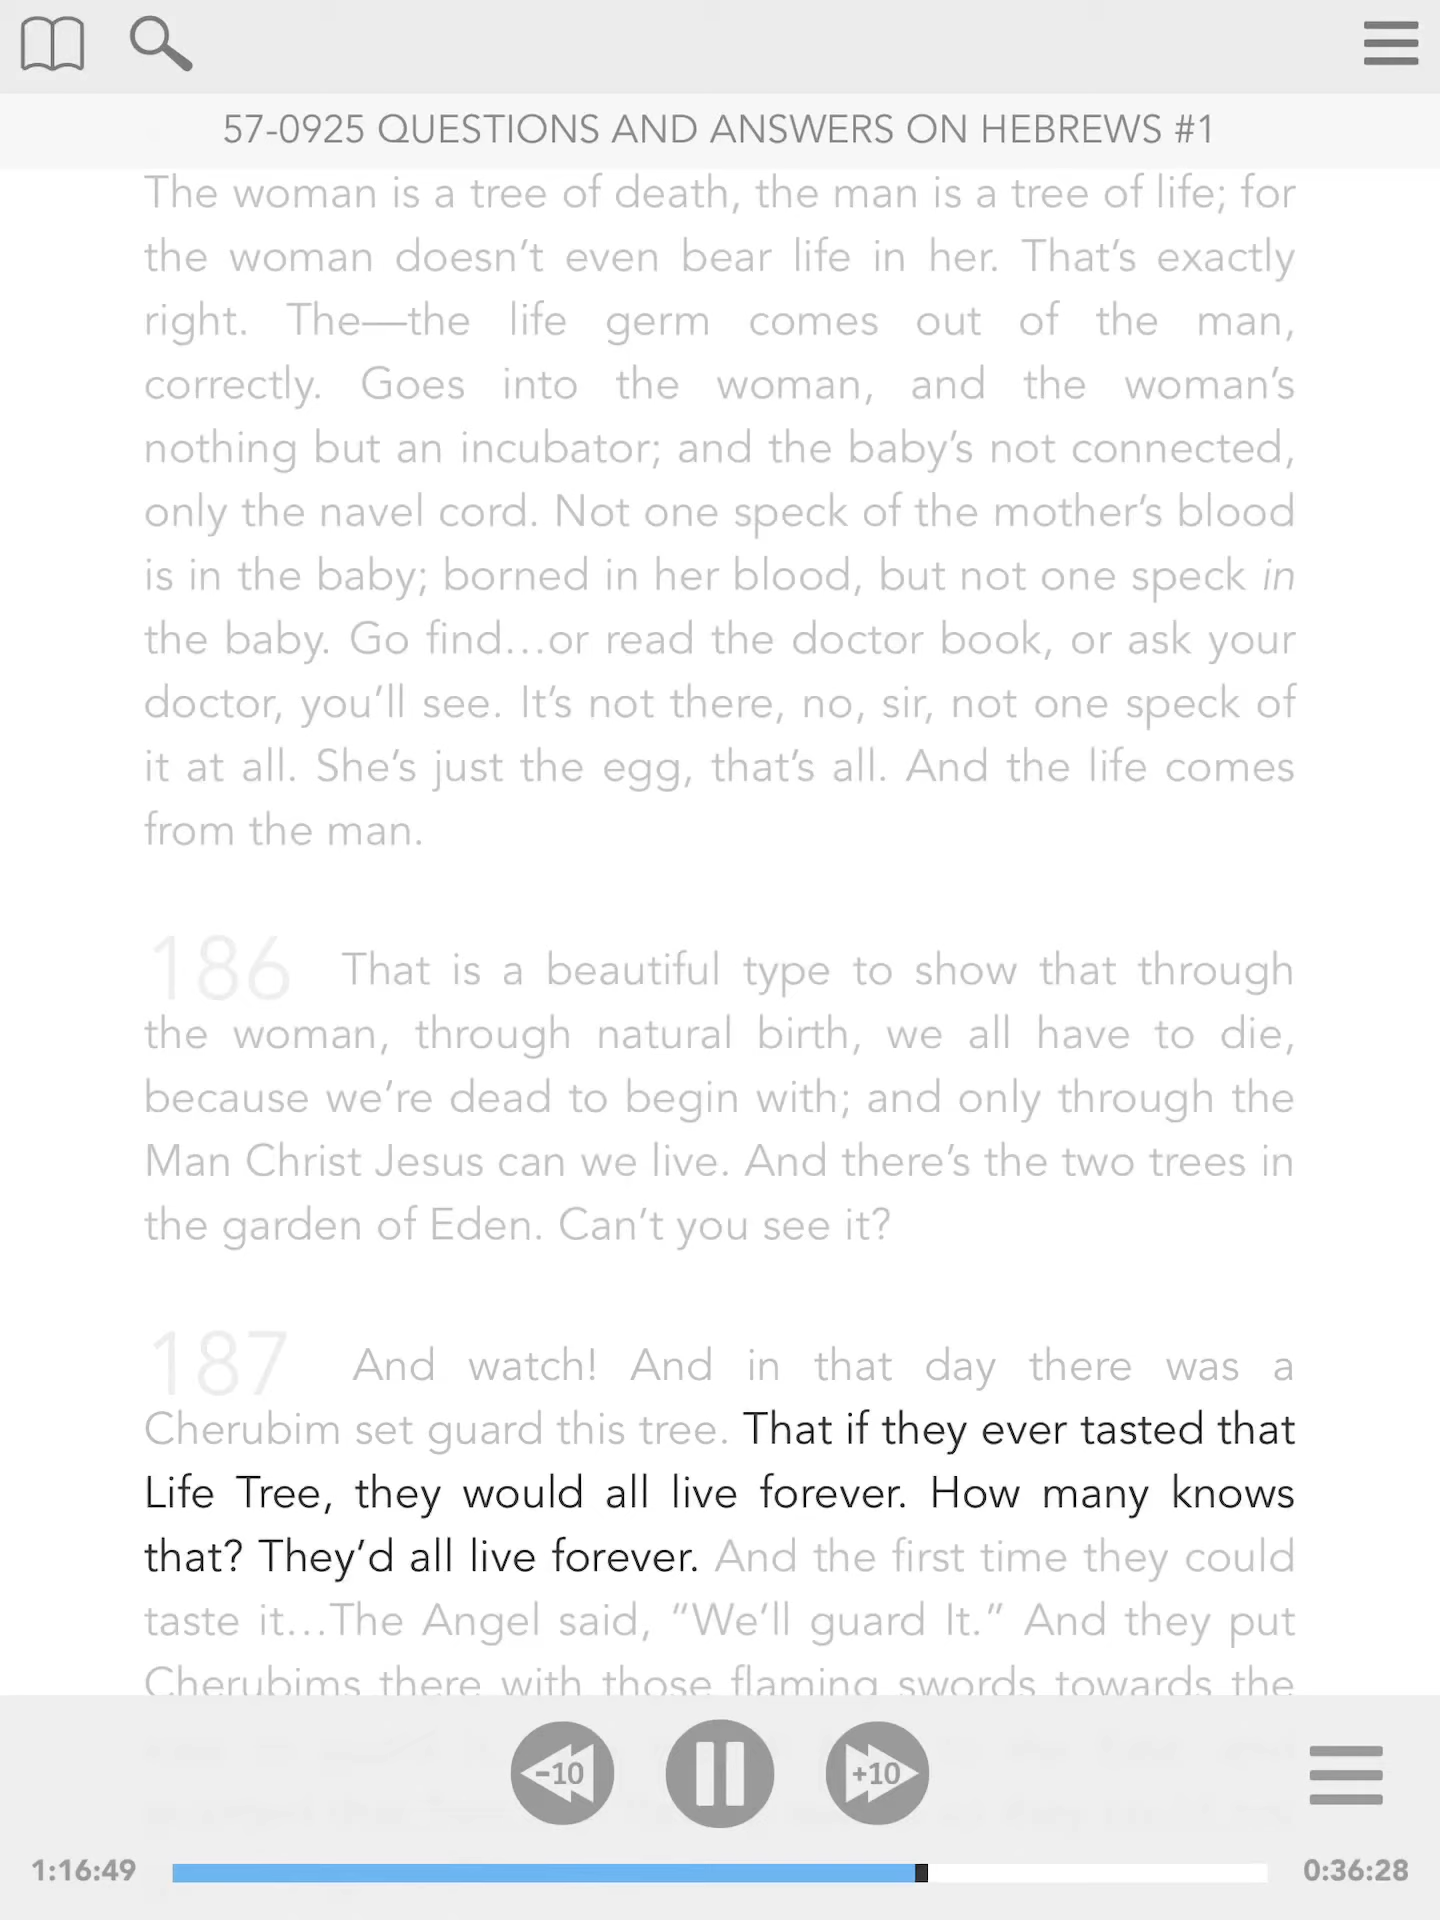 57-0925 QUESTIONS AND ANSWERS ON HEBREWS #1
The woman is a tree of death, the man is a tree of life; for
the woman doesn’t even bear life in her. That’s exactly
right. The—the life germ comes out of the man,
correctly. Goes into the woman, and the woman’s
nothing but an incubator; and the baby’s not connected,
only the navel cord. Not one speck of the mother’s blood
is in the baby; borned in her blood, but not one speck in
the baby. Go find…or read the doctor book, or ask your
doctor, you’ll see. It’s not there, no, sir, not one speck of
it at all. She’s just the egg, that’s all. And the life comes
from the man.
186 That is a beautiful type to show that through
the woman, through natural birth, we all have to die,
because we’re dead to begin with; and only through the
Man Christ Jesus can we live. And there’s the two trees in
the garden of Eden. Can’t you see it?
187 And watch! And in that day there was a
Cherubim set guard this tree. That if they ever tasted that
Life Tree, they would all live forever. How many knows
that? They’d all live forever. And the first time they could
taste it…The Angel said, “We’ll guard It.” And they put
Cherubims there with those flaming swords towards the
-10 +10
1:16:49 0:36:28